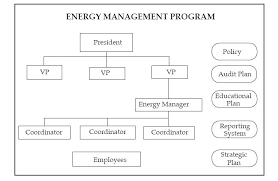 ENERGY MANAGEMENT PROGRAM
President
Policy
VP VP VP
Audit Plan
Educational
Plan
Energy Manager
Reporting
System
Coordinator Coordinator Coordinator
Employees
Strategic
Plan